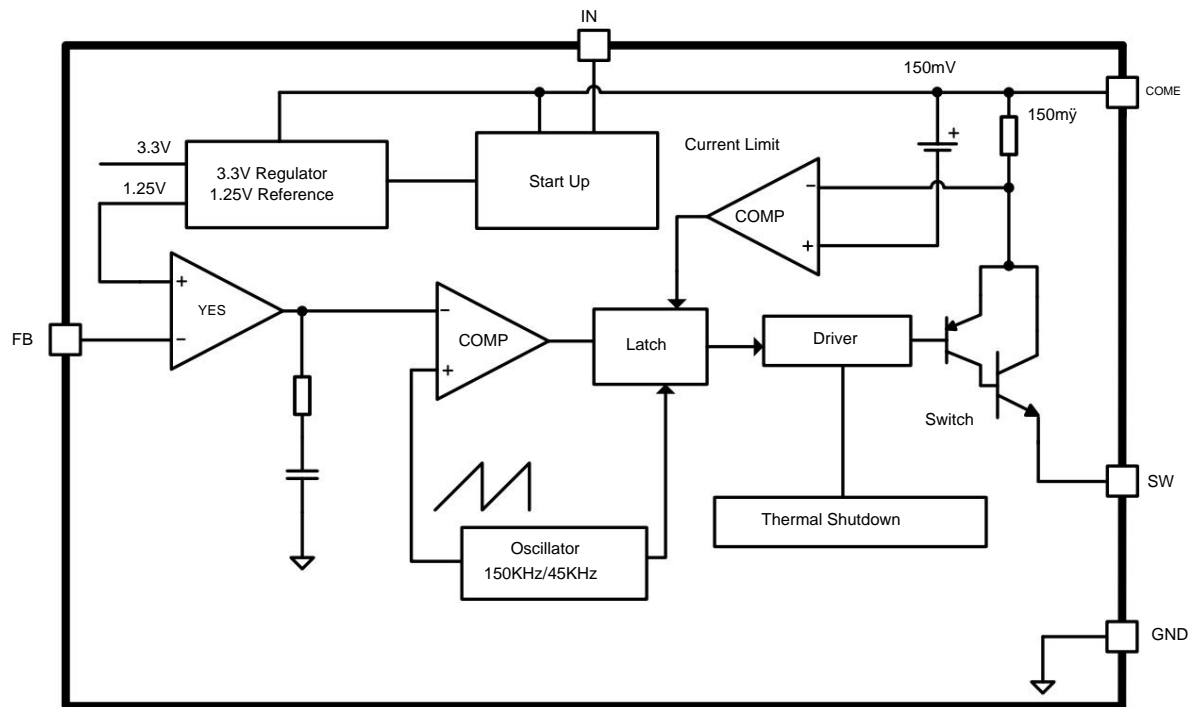 IN
150mV
COME
150mÿ
3.3V
1.25V
3.3V Regulator
1.25V Reference
Start Up
Current Limit
-
COMP
+
+
+
YES
-
FB
-
COMP
+
Latch
Driver
Switch
SW
Thermal Shutdown
Oscillator
150KHz/45KHz
GND